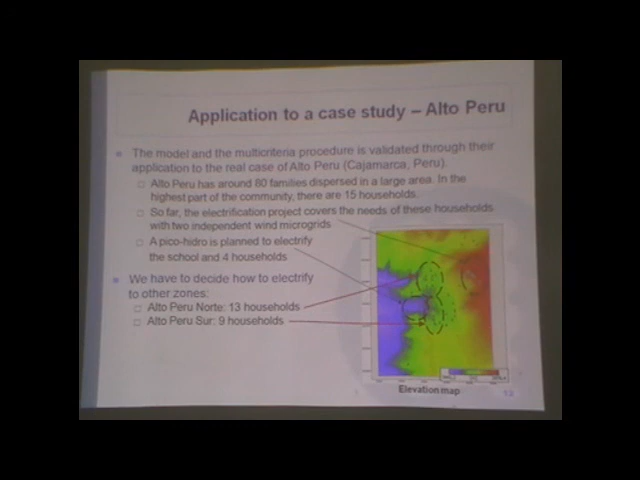 Application to a case study – Alto Peru
The model and the multicriteria procedure is validated through their
application to the real case of Alto Peru (Cajamarca, Peru).
Alto Peru has around 80 families dispersed in a large area. In the
highest part of the community, there are 15 households.
So far, the electrification project covers the needs of these households
with two independent wind microgrids
A pico-hidro is planned to electrify
the school and 4 households
We have to decide how to electrify
to other zones:
Alto Peru Norte: 13 households
Alto Peru Sur: 9 households
Elevation map
12